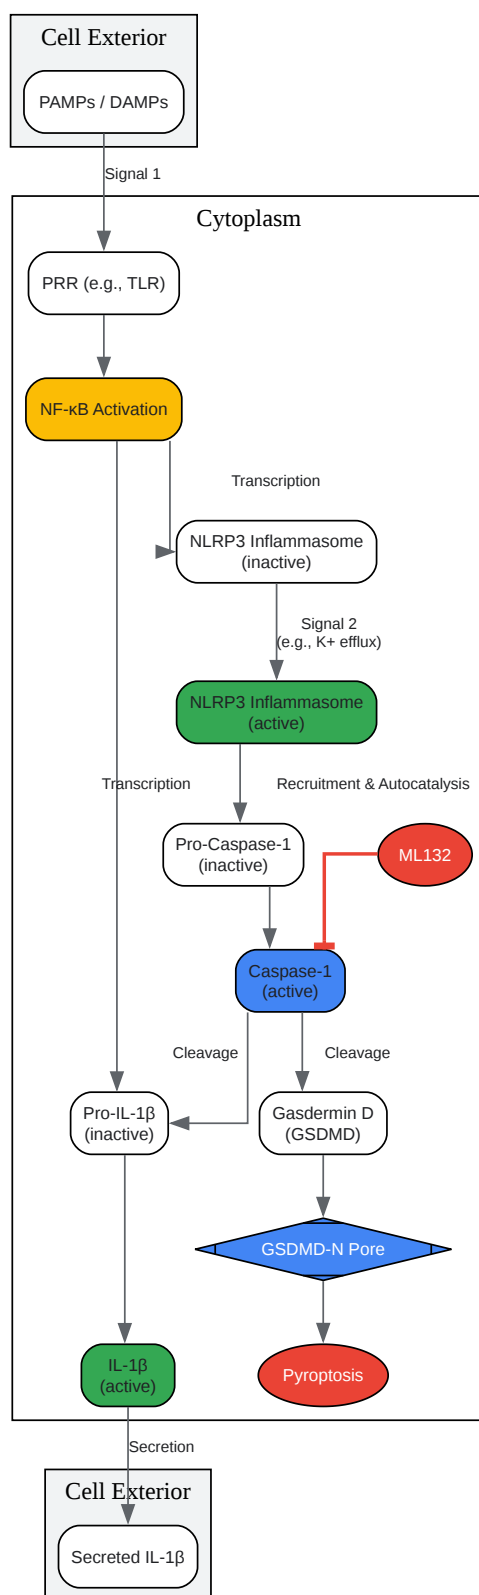 Cell Exterior
PAMPs / DAMPs
Signal 1
Cytoplasm
PRR (e.g., TLR)
NF-κB Activation
Transcription
NLRP3 Inflammasome
(inactive)
Signal 2
(e.g., K+ efflux)
NLRP3 Inflammasome
(active)
Transcription
Recruitment & Autocatalysis
Pro-Caspase-1
(inactive)
ML132
Caspase-1
(active)
Cleavage
Cleavage
Pro-IL-1β
(inactive)
Gasdermin D
(GSDMD)
GSDMD-N Pore
IL-1β
(active)
Pyroptosis
Secretion
Cell Exterior
Secreted IL-1β